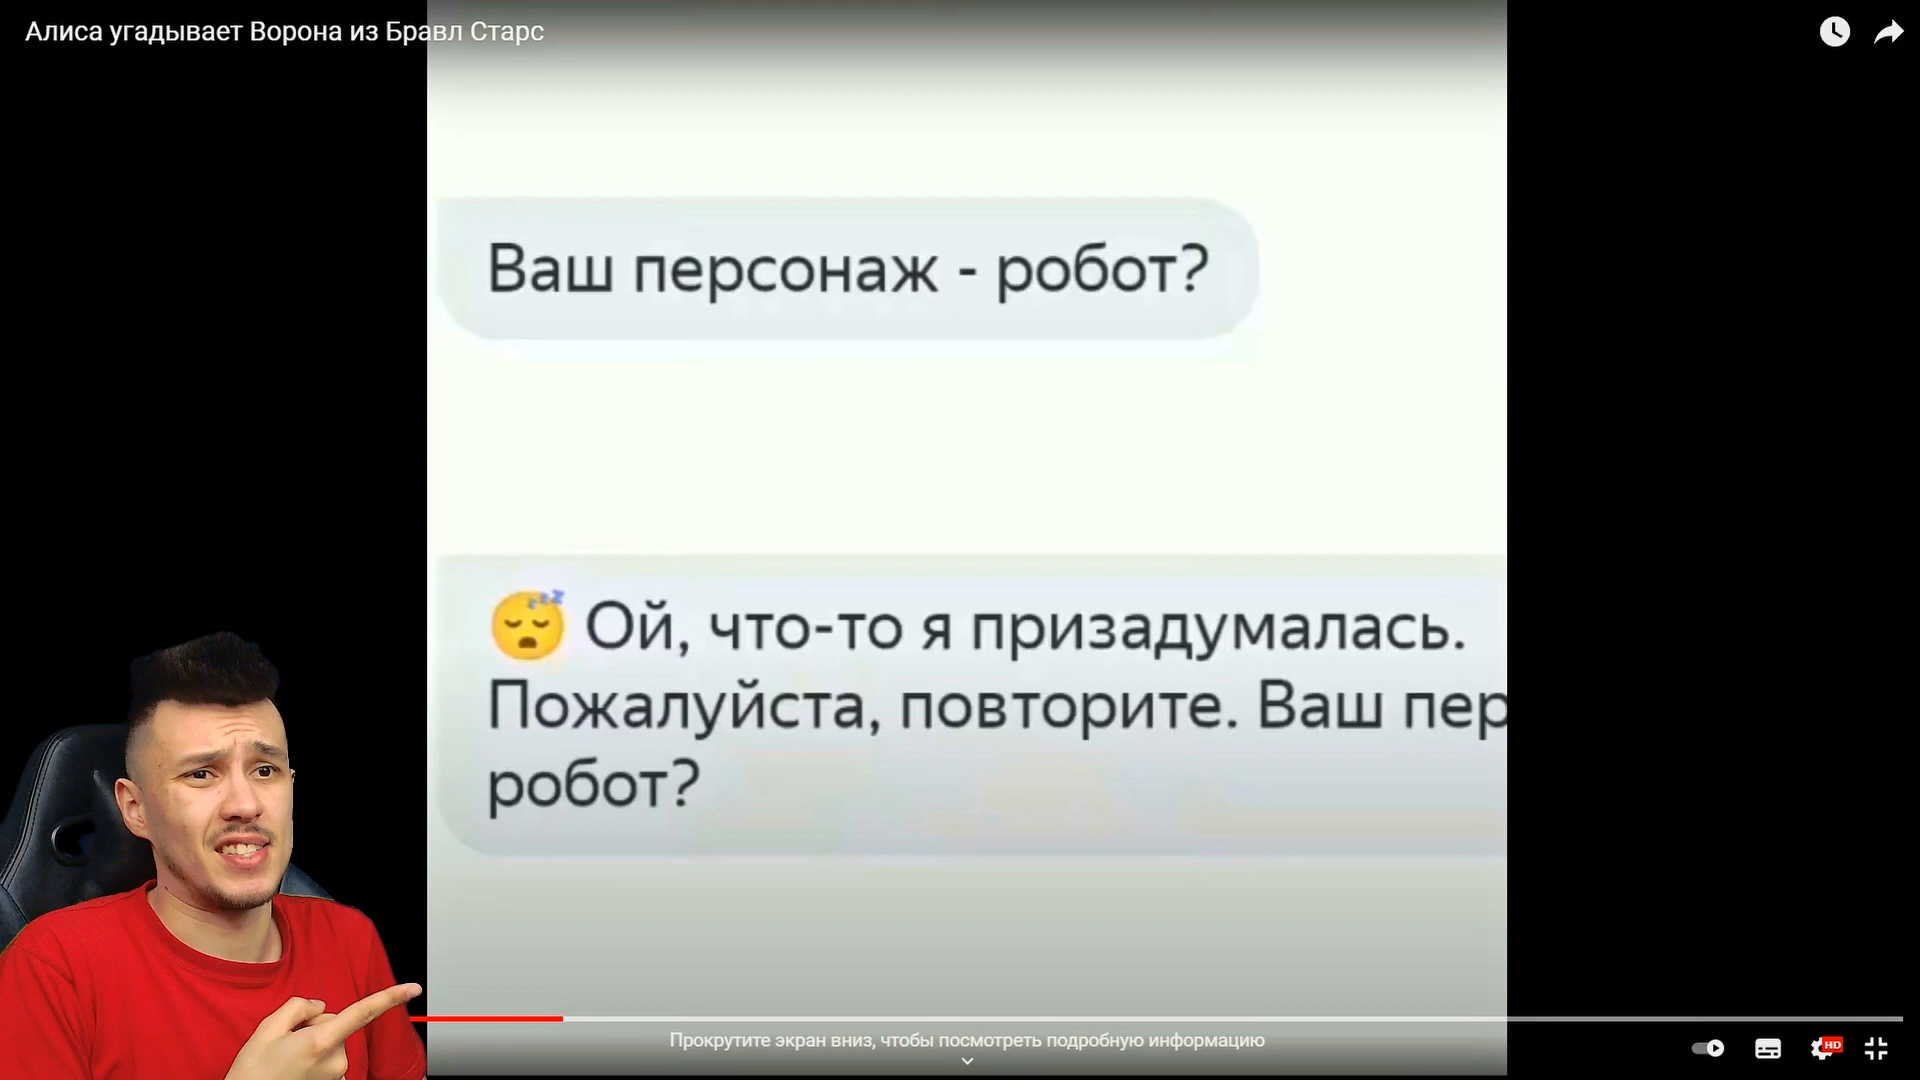 Алиса угадывает Ворона из Бравл Старс
Ваш персонаж - робот?
Ой, что-то я призадумалась.
Пожалуйста, повторите. Ваш пер
робот?
Прокрутите экран вниз, чтобы посмотреть подробную информацию
HD